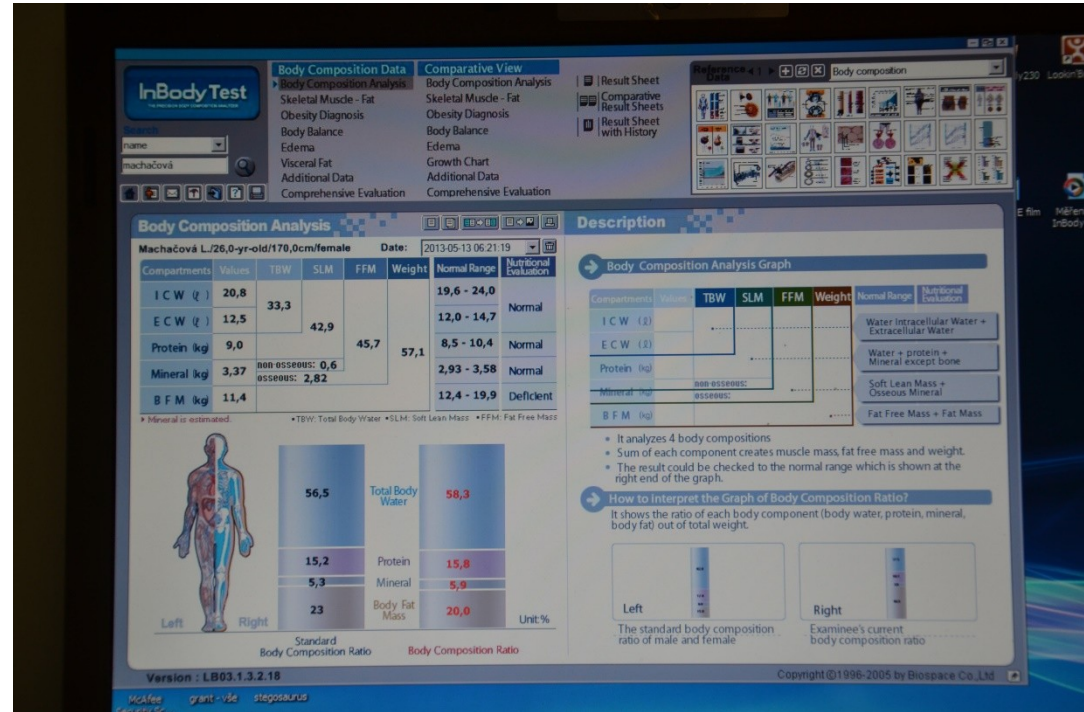 InBody Test
Search
name
machačová
Body Composition Data
Body Composition Analysis
Skeletal Muscle - Fat
Obesity Diagnosis
Body Balance
Edema
Visceral Fat
Additional Data
Comprehensive Evaluation
Comparative View
Body Composition Analysis
Skeletal Muscle - Fat
Obesity Diagnosis
Body Balance
Edema
Growth Chart
Additional Data
Comprehensive Evaluation
Result Sheet
Comparative
Result Sheets
Result Sheet
with History
Reference
Data
Body composition
Body Composition Analysis
Machačová L./26,0-yr-old/170,0cm/female Date: 2013-05-13 06:21:19
Compartments Values TBW SLM FFM Weight Normal Range Nutritional Evaluation
ICW (ℓ) 20,8 33,3 42,9 45,7 57,1 19,6 - 24,0 Normal
ECW (ℓ) 12,5 12,0 - 14,7
Protein (kg) 9,0 8,5 - 10,4 Normal
Mineral (kg) 3,37 non-osseous: 0,6 2,93 - 3,58 Normal
osseous: 2,82
BFM (kg) 11,4 12,4 - 19,9 Deficient
Mineral is estimated. •TBW: Total Body Water •SLM: Soft Lean Mass •FFM: Fat Free Mass
56,5 Total Body Water 58,3
15,2 Protein 15,8
5,3 Mineral 5,9
23 Body Fat Mass 20,0
Unit:%
Left Right
Standard
Body Composition Ratio
Body Composition Ratio
Description
Body Composition Analysis Graph
Compartments Values TBW SLM FFM Weight Normal Range Nutritional Evaluation
ICW (ℓ)
ECW (ℓ)
Protein (kg)
Mineral (kg) non-osseous:
osseous:
BFM (kg)
Water Intracellular Water +
Extracellular Water
Water + protein +
Mineral except bone
Soft Lean Mass +
Osseous Mineral
Fat Free Mass + Fat Mass
• It analyzes 4 body compositions
• Sum of each component creates muscle mass, fat free mass and weight.
• The result could be checked to the normal range which is shown at the
right end of the graph.
How to interpret the Graph of Body Composition Ratio?
It shows the ratio of each body component (body water, protein, mineral,
body fat) out of total weight.
Left
The standard body composition
ratio of male and female
Right
Examinee's current
body composition ratio
Version : LB03.1.3.2.18
Copyright©1996-2005 by Biospace Co.,Ltd
McAfee
grant - vše
stegosaurus
E film
InBody